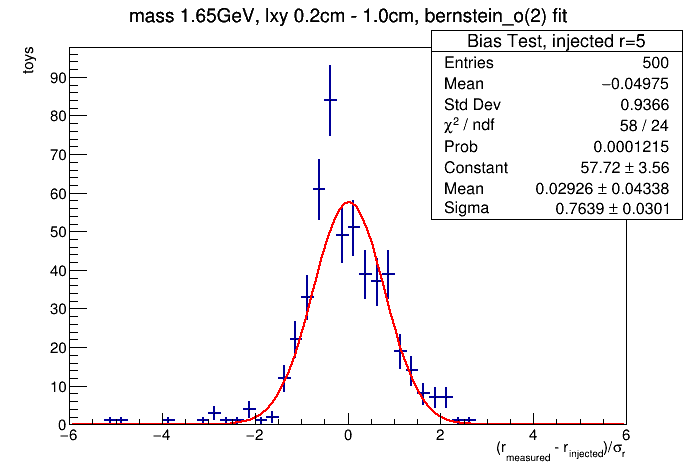 mass 1.65GeV, lxy 0.2cm - 1.0cm, bernstein_o(2) fit
toys
Bias Test, injected r=5
Entries 500
Mean −0.04975
Std Dev 0.9366
χ² / ndf 58 / 24
Prob 0.0001215
Constant 57.72 ± 3.56
Mean 0.02926 ± 0.04338
Sigma 0.7639 ± 0.0301
90
80
70
60
50
40
30
20
10
0
−6 −4 −2 0 2 4 6
(r_measured - r_injected)/σ_r